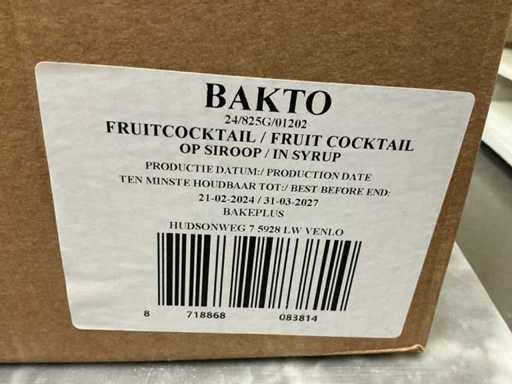 BAKTO
24/825G/01202
FRUITCOCKTAIL / FRUIT COCKTAIL
OP SIROOP / IN SYRUP
PRODUCTIE DATUM:/ PRODUCTION DATE
TEN MINSTE HOUDBAAR TOT:/ BEST BEFORE END:
21-02-2024 / 31-03-2027
BAKEPLUS
HUDSONWEG 7 5928 LW VENLO
8 718868 083814